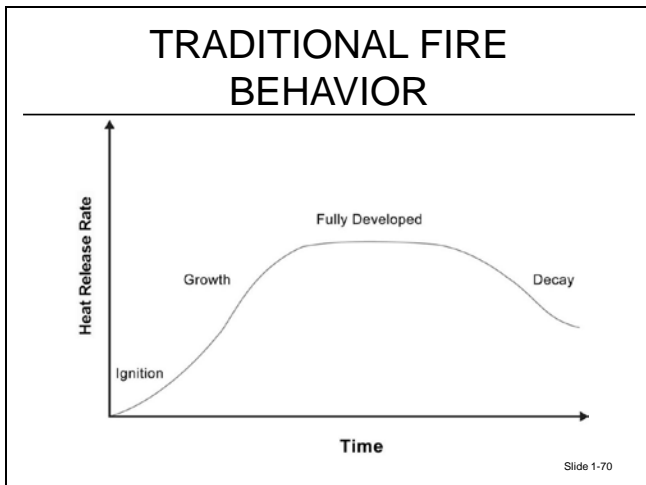 TRADITIONAL FIRE
BEHAVIOR
Heat Release Rate
Fully Developed
Growth
Decay
Ignition
Time
Slide 1-70